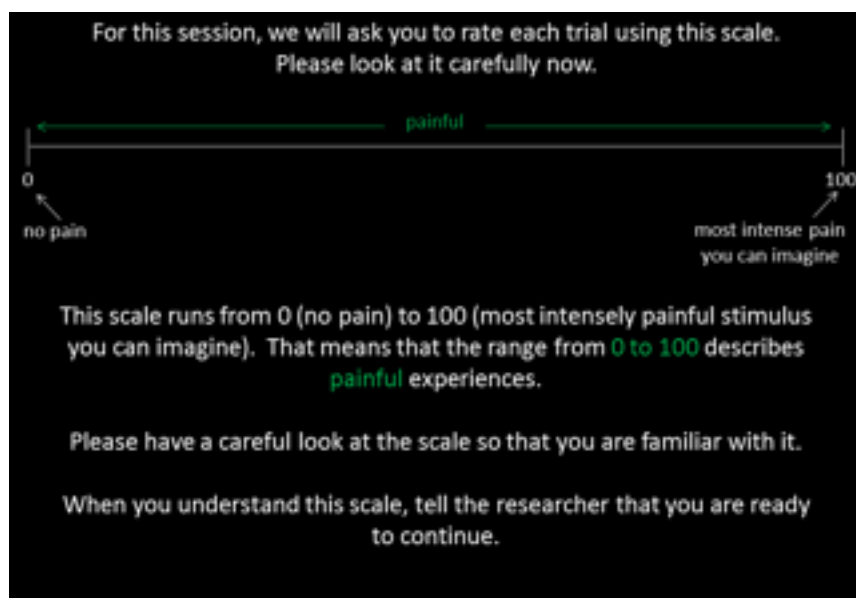 For this session, we will ask you to rate each trial using this scale.
Please look at it carefully now.
painful
0
100
no pain
most intense pain
you can imagine
This scale runs from 0 (no pain) to 100 (most intensely painful stimulus
you can imagine).  That means that the range from 0 to 100 describes
painful experiences.
Please have a careful look at the scale so that you are familiar with it.
When you understand this scale, tell the researcher that you are ready
to continue.